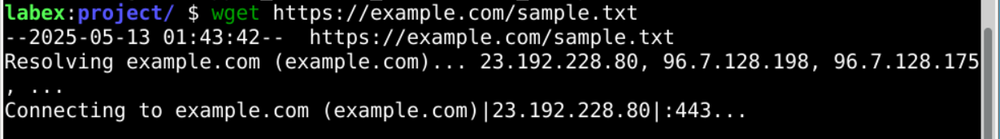 labex:project/ $ wget https://example.com/sample.txt
--2025-05-13 01:43:42--  https://example.com/sample.txt
Resolving example.com (example.com)... 23.192.228.80, 96.7.128.198, 96.7.128.175
, ...
Connecting to example.com (example.com)|23.192.228.80|:443...